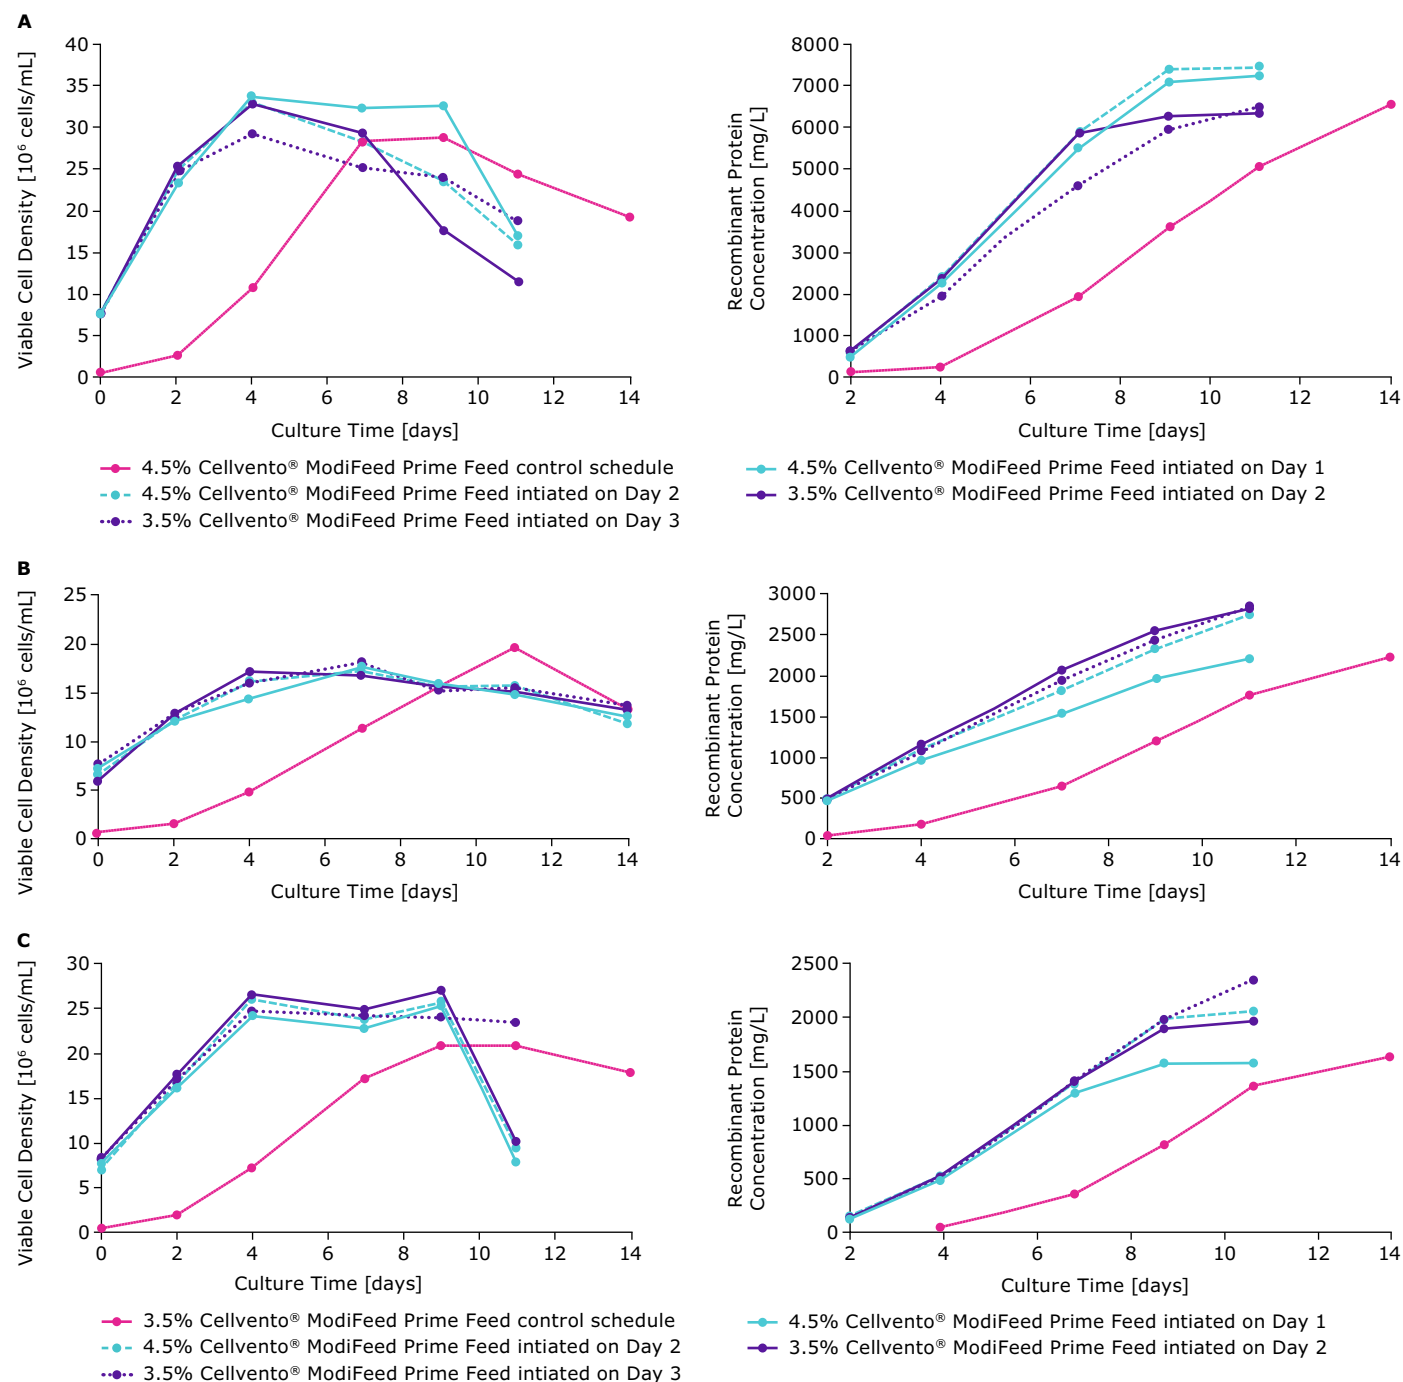 A
Viable Cell Density [10⁶ cells/mL]
40
35
30
25
20
15
10
5
0
0 2 4 6 8 10 12 14
Culture Time [days]
Recombinant Protein
Concentration [mg/L]
8000
7000
6000
5000
4000
3000
2000
1000
0
2 4 6 8 10 12 14
Culture Time [days]
4.5% Cellvento® ModiFeed Prime Feed control schedule
4.5% Cellvento® ModiFeed Prime Feed intiated on Day 2
3.5% Cellvento® ModiFeed Prime Feed intiated on Day 3
4.5% Cellvento® ModiFeed Prime Feed intiated on Day 1
3.5% Cellvento® ModiFeed Prime Feed intiated on Day 2
B
Viable Cell Density [10⁶ cells/mL]
25
20
15
10
5
0
0 2 4 6 8 10 12 14
Culture Time [days]
Recombinant Protein
Concentration [mg/L]
3000
2500
2000
1500
1000
500
0
2 4 6 8 10 12 14
Culture Time [days]
C
Viable Cell Density [10⁶ cells/mL]
30
25
20
15
10
5
0
0 2 4 6 8 10 12 14
Culture Time [days]
Recombinant Protein
Concentration [mg/L]
2500
2000
1500
1000
500
0
2 4 6 8 10 12 14
Culture Time [days]
3.5% Cellvento® ModiFeed Prime Feed control schedule
4.5% Cellvento® ModiFeed Prime Feed intiated on Day 2
3.5% Cellvento® ModiFeed Prime Feed intiated on Day 3
4.5% Cellvento® ModiFeed Prime Feed intiated on Day 1
3.5% Cellvento® ModiFeed Prime Feed intiated on Day 2